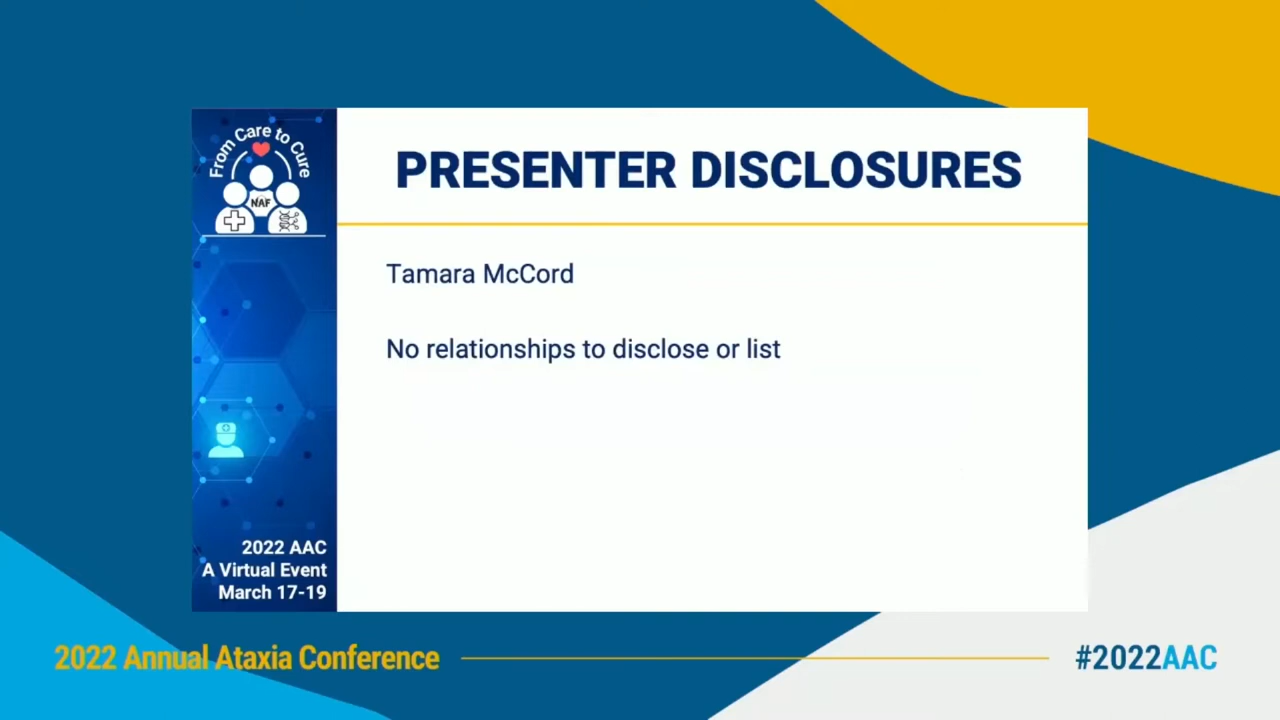 From Care to Cure
NAF
PRESENTER DISCLOSURES
Tamara McCord
No relationships to disclose or list
2022 AAC
A Virtual Event
March 17-19
2022 Annual Ataxia Conference
#2022AAC